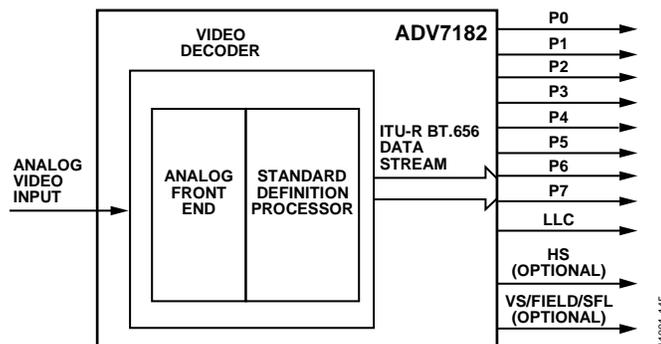 VIDEO
DECODER
ADV7182
ANALOG
VIDEO
INPUT
ANALOG
FRONT
END
STANDARD
DEFINITION
PROCESSOR
ITU-R BT.656
DATA
STREAM
P0
P1
P2
P3
P4
P5
P6
P7
LLC
HS
(OPTIONAL)
VS/FIELD/SFL
(OPTIONAL)